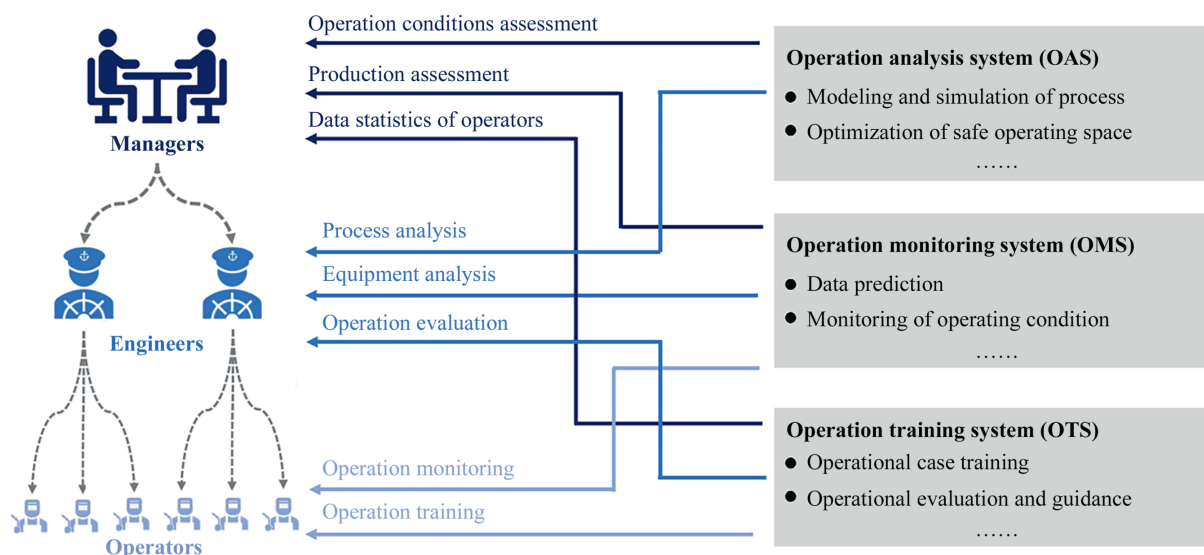 Operation conditions assessment
Production assessment
Data statistics of operators
Managers
Process analysis
Equipment analysis
Operation evaluation
Engineers
Operation monitoring
Operation training
Operators
Operation analysis system (OAS)
● Modeling and simulation of process
● Optimization of safe operating space
……
Operation monitoring system (OMS)
● Data prediction
● Monitoring of operating condition
……
Operation training system (OTS)
● Operational case training
● Operational evaluation and guidance
……